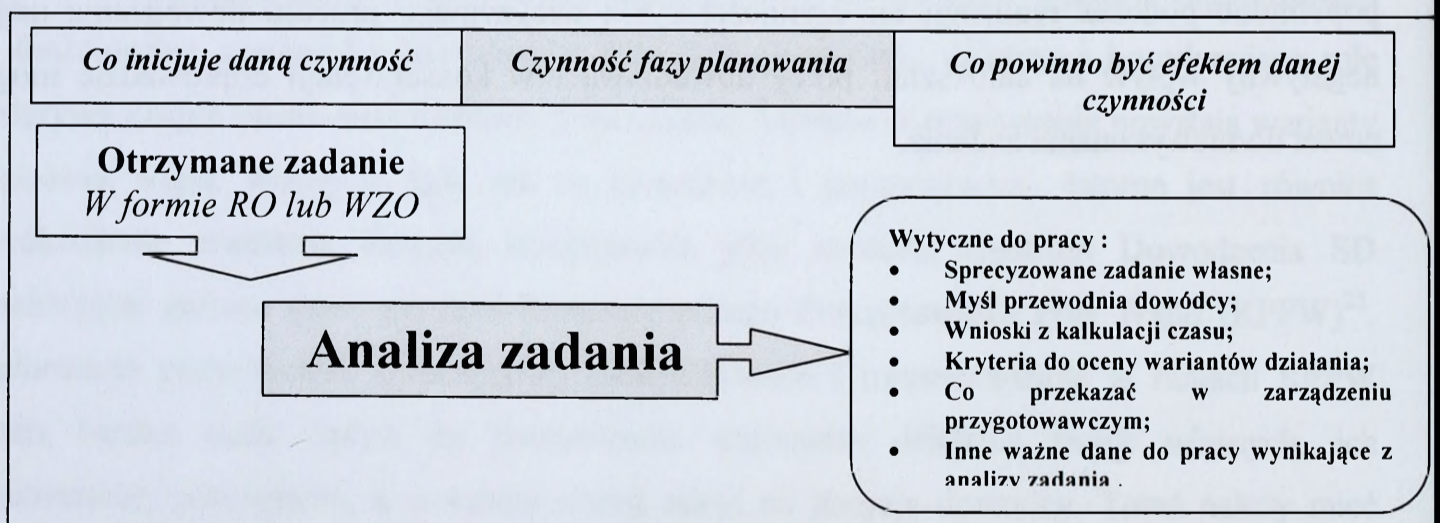 Co inicjuje daną czynność
Czynność fazy planowania
Co powinno być efektem danej
czynności
Otrzymane zadanie
W formie RO lub WZO
Analiza zadania
Wytyczne do pracy :
• Sprecyzowane zadanie własne;
• Myśl przewodnia dowódcy;
• Wnioski z kalkulacji czasu;
• Kryteria do oceny wariantów działania;
• Co przekazać w zarządzeniu
przygotowawczym;
• Inne ważne dane do pracy wynikające z
analizy zadania .